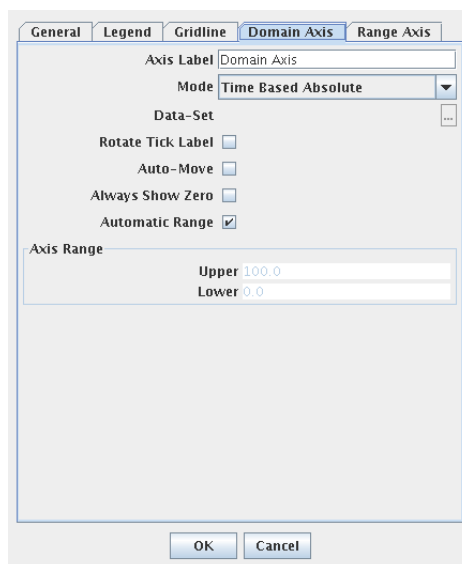 General Legend Gridline Domain Axis Range Axis
Axis Label Domain Axis
Mode Time Based Absolute
Data-Set ...
Rotate Tick Label
Auto-Move
Always Show Zero
Automatic Range
Axis Range
Upper 100.0
Lower 0.0
OK Cancel